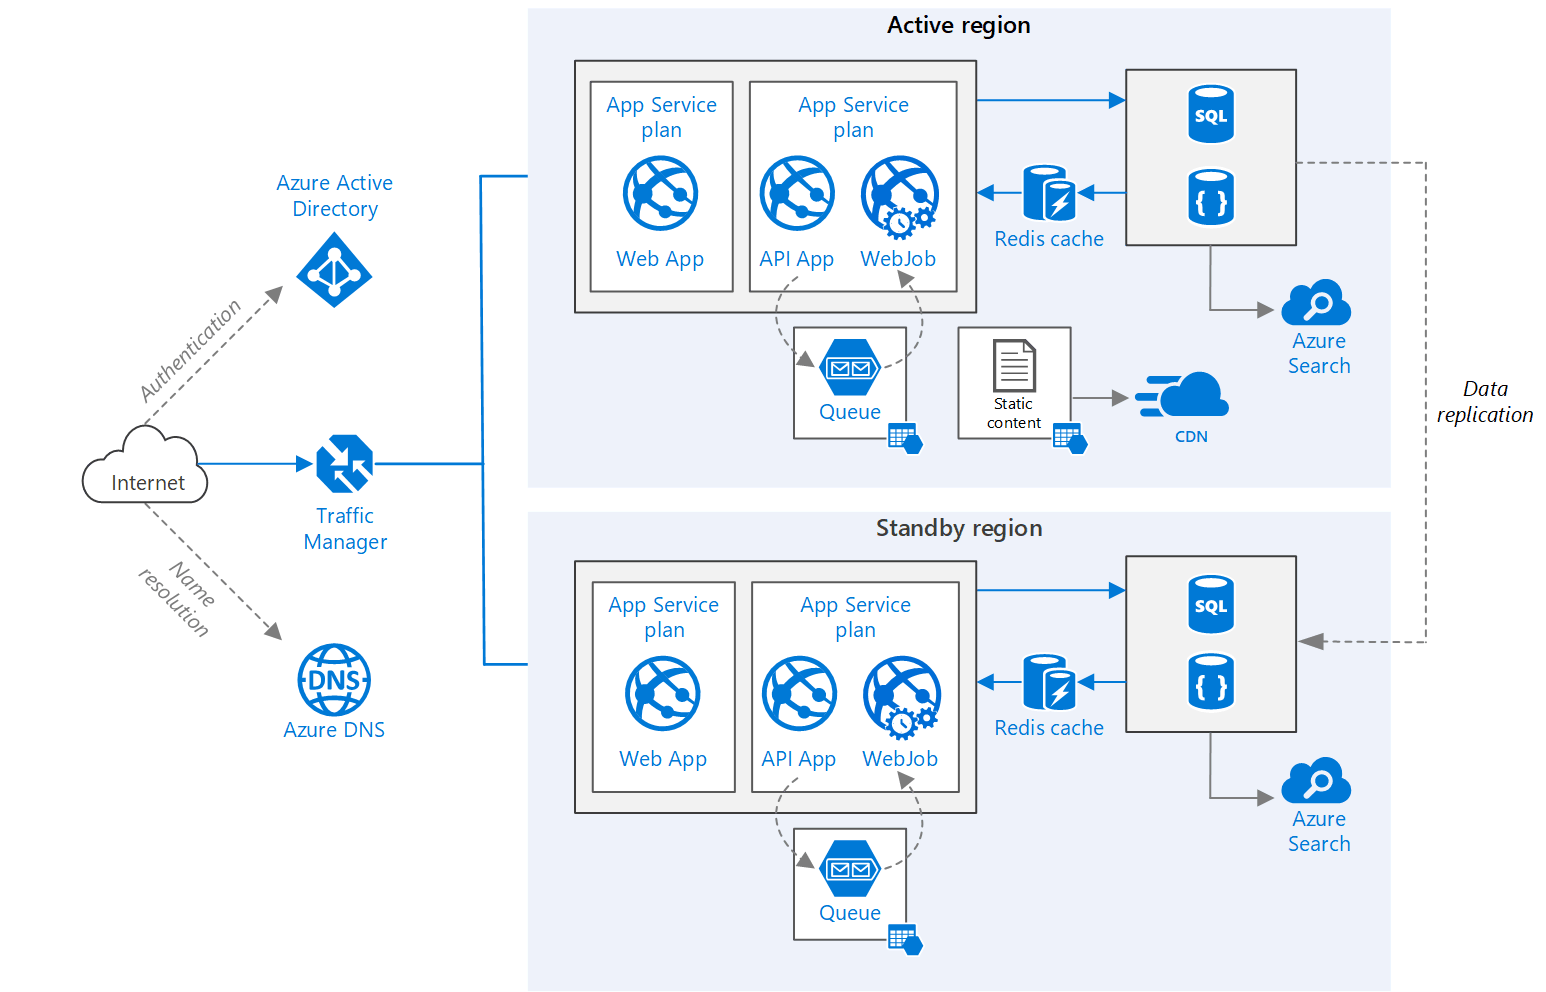 Active region
App Service
plan
Web App
App Service
plan
API App
WebJob
SQL
{ }
Redis cache
Azure
Search
Queue
Static
content
CDN
Azure Active
Directory
Authentication
Internet
Traffic
Manager
Name
resolution
DNS
Azure DNS
Data
replication
Standby region
App Service
plan
Web App
App Service
plan
API App
WebJob
SQL
{ }
Redis cache
Azure
Search
Queue